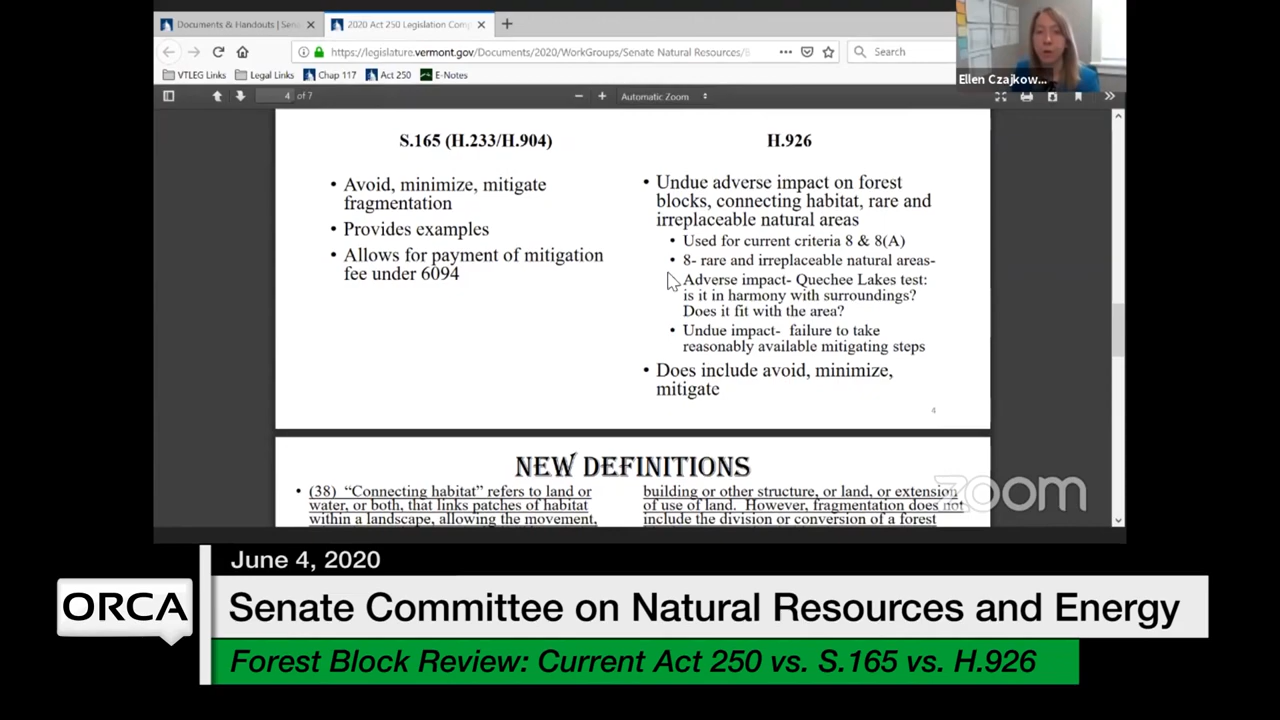 Documents & Handouts | Sena
2020 Act 250 Legislation Comp
https://legislature.vermont.gov/Documents/2020/WorkGroups/Senate Natural Resources/
Search
VTLEG Links
Legal Links
Chap 117
Act 250
E-Notes
Ellen Czajkow...
4 of 7
Automatic Zoom
S.165 (H.233/H.904)
• Avoid, minimize, mitigate
fragmentation
• Provides examples
• Allows for payment of mitigation
fee under 6094
H.926
• Undue adverse impact on forest
blocks, connecting habitat, rare and
irreplaceable natural areas
• Used for current criteria 8 & 8(A)
• 8- rare and irreplaceable natural areas-
Adverse impact- Quechee Lakes test:
is it in harmony with surroundings?
Does it fit with the area?
• Undue impact- failure to take
reasonably available mitigating steps
• Does include avoid, minimize,
mitigate
4
NEW DEFINITIONS
• (38) “Connecting habitat” refers to land or
water, or both, that links patches of habitat
within a landscape, allowing the movement,
building or other structure, or land, or extension
of use of land. However, fragmentation does not
include the division or conversion of a forest
zoom
June 4, 2020
ORCA
Senate Committee on Natural Resources and Energy
Forest Block Review: Current Act 250 vs. S.165 vs. H.926